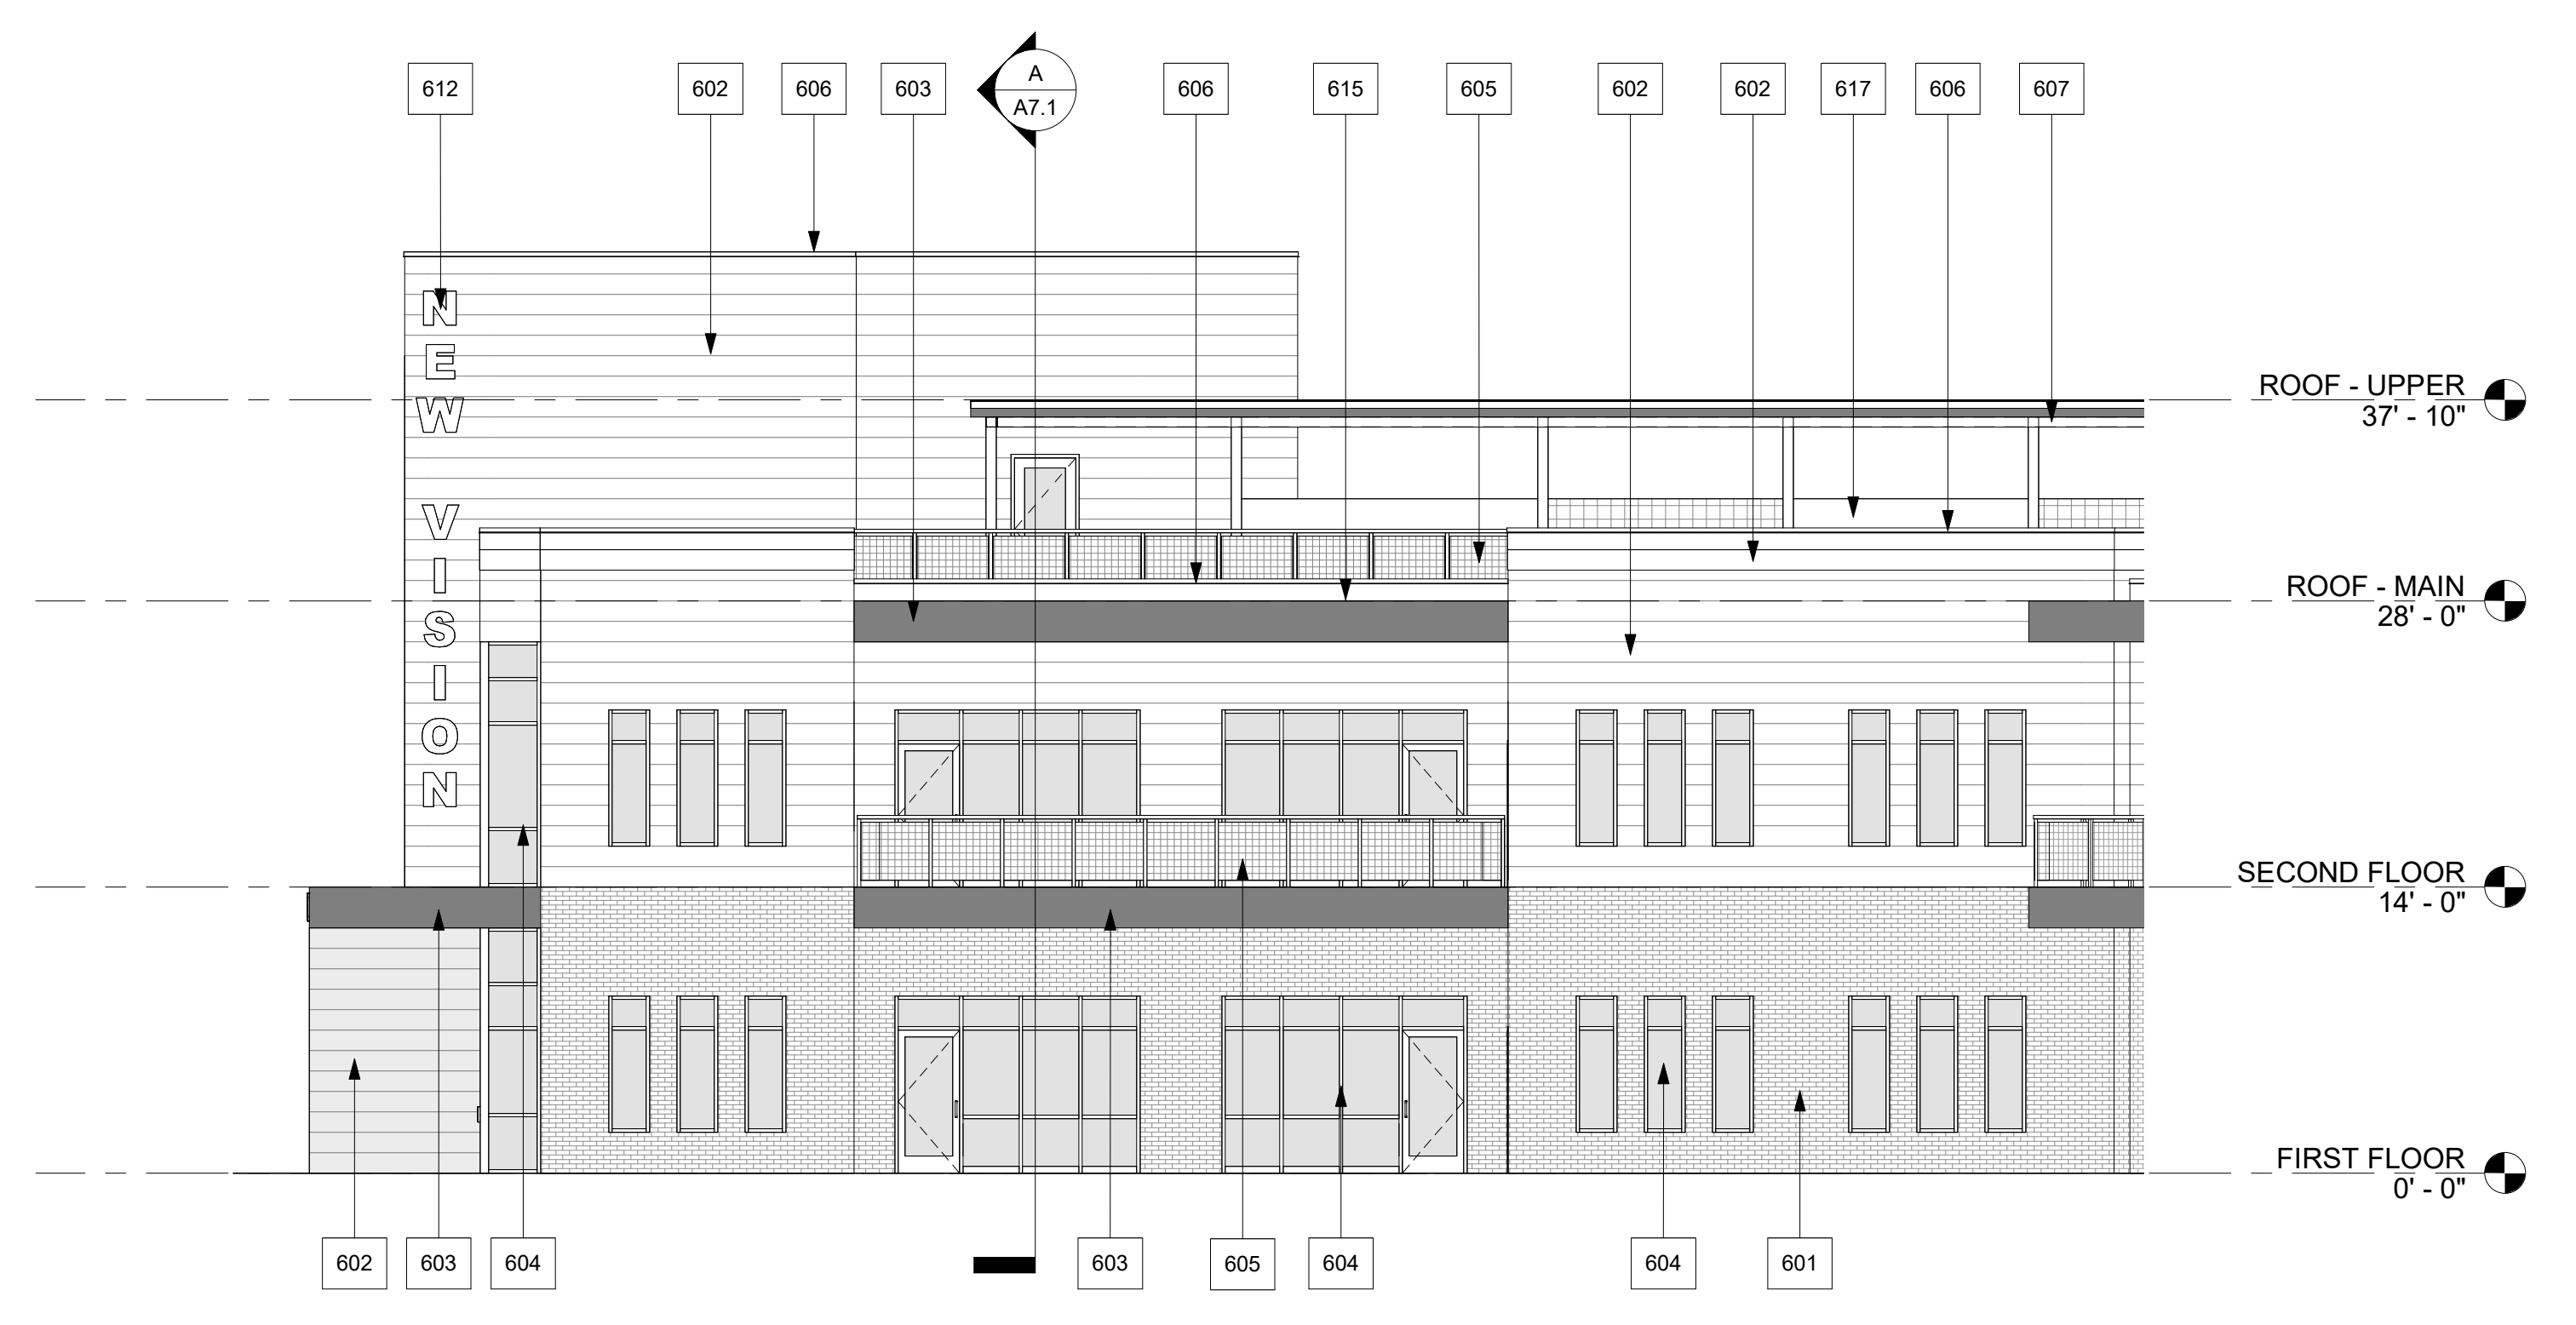 612
602
606
603
A
A7.1
606
615
605
602
602
617
606
607
NEW VISION
ROOF - UPPER
37' - 10"
ROOF - MAIN
28' - 0"
SECOND FLOOR
14' - 0"
FIRST FLOOR
0' - 0"
602
603
604
603
605
604
604
601